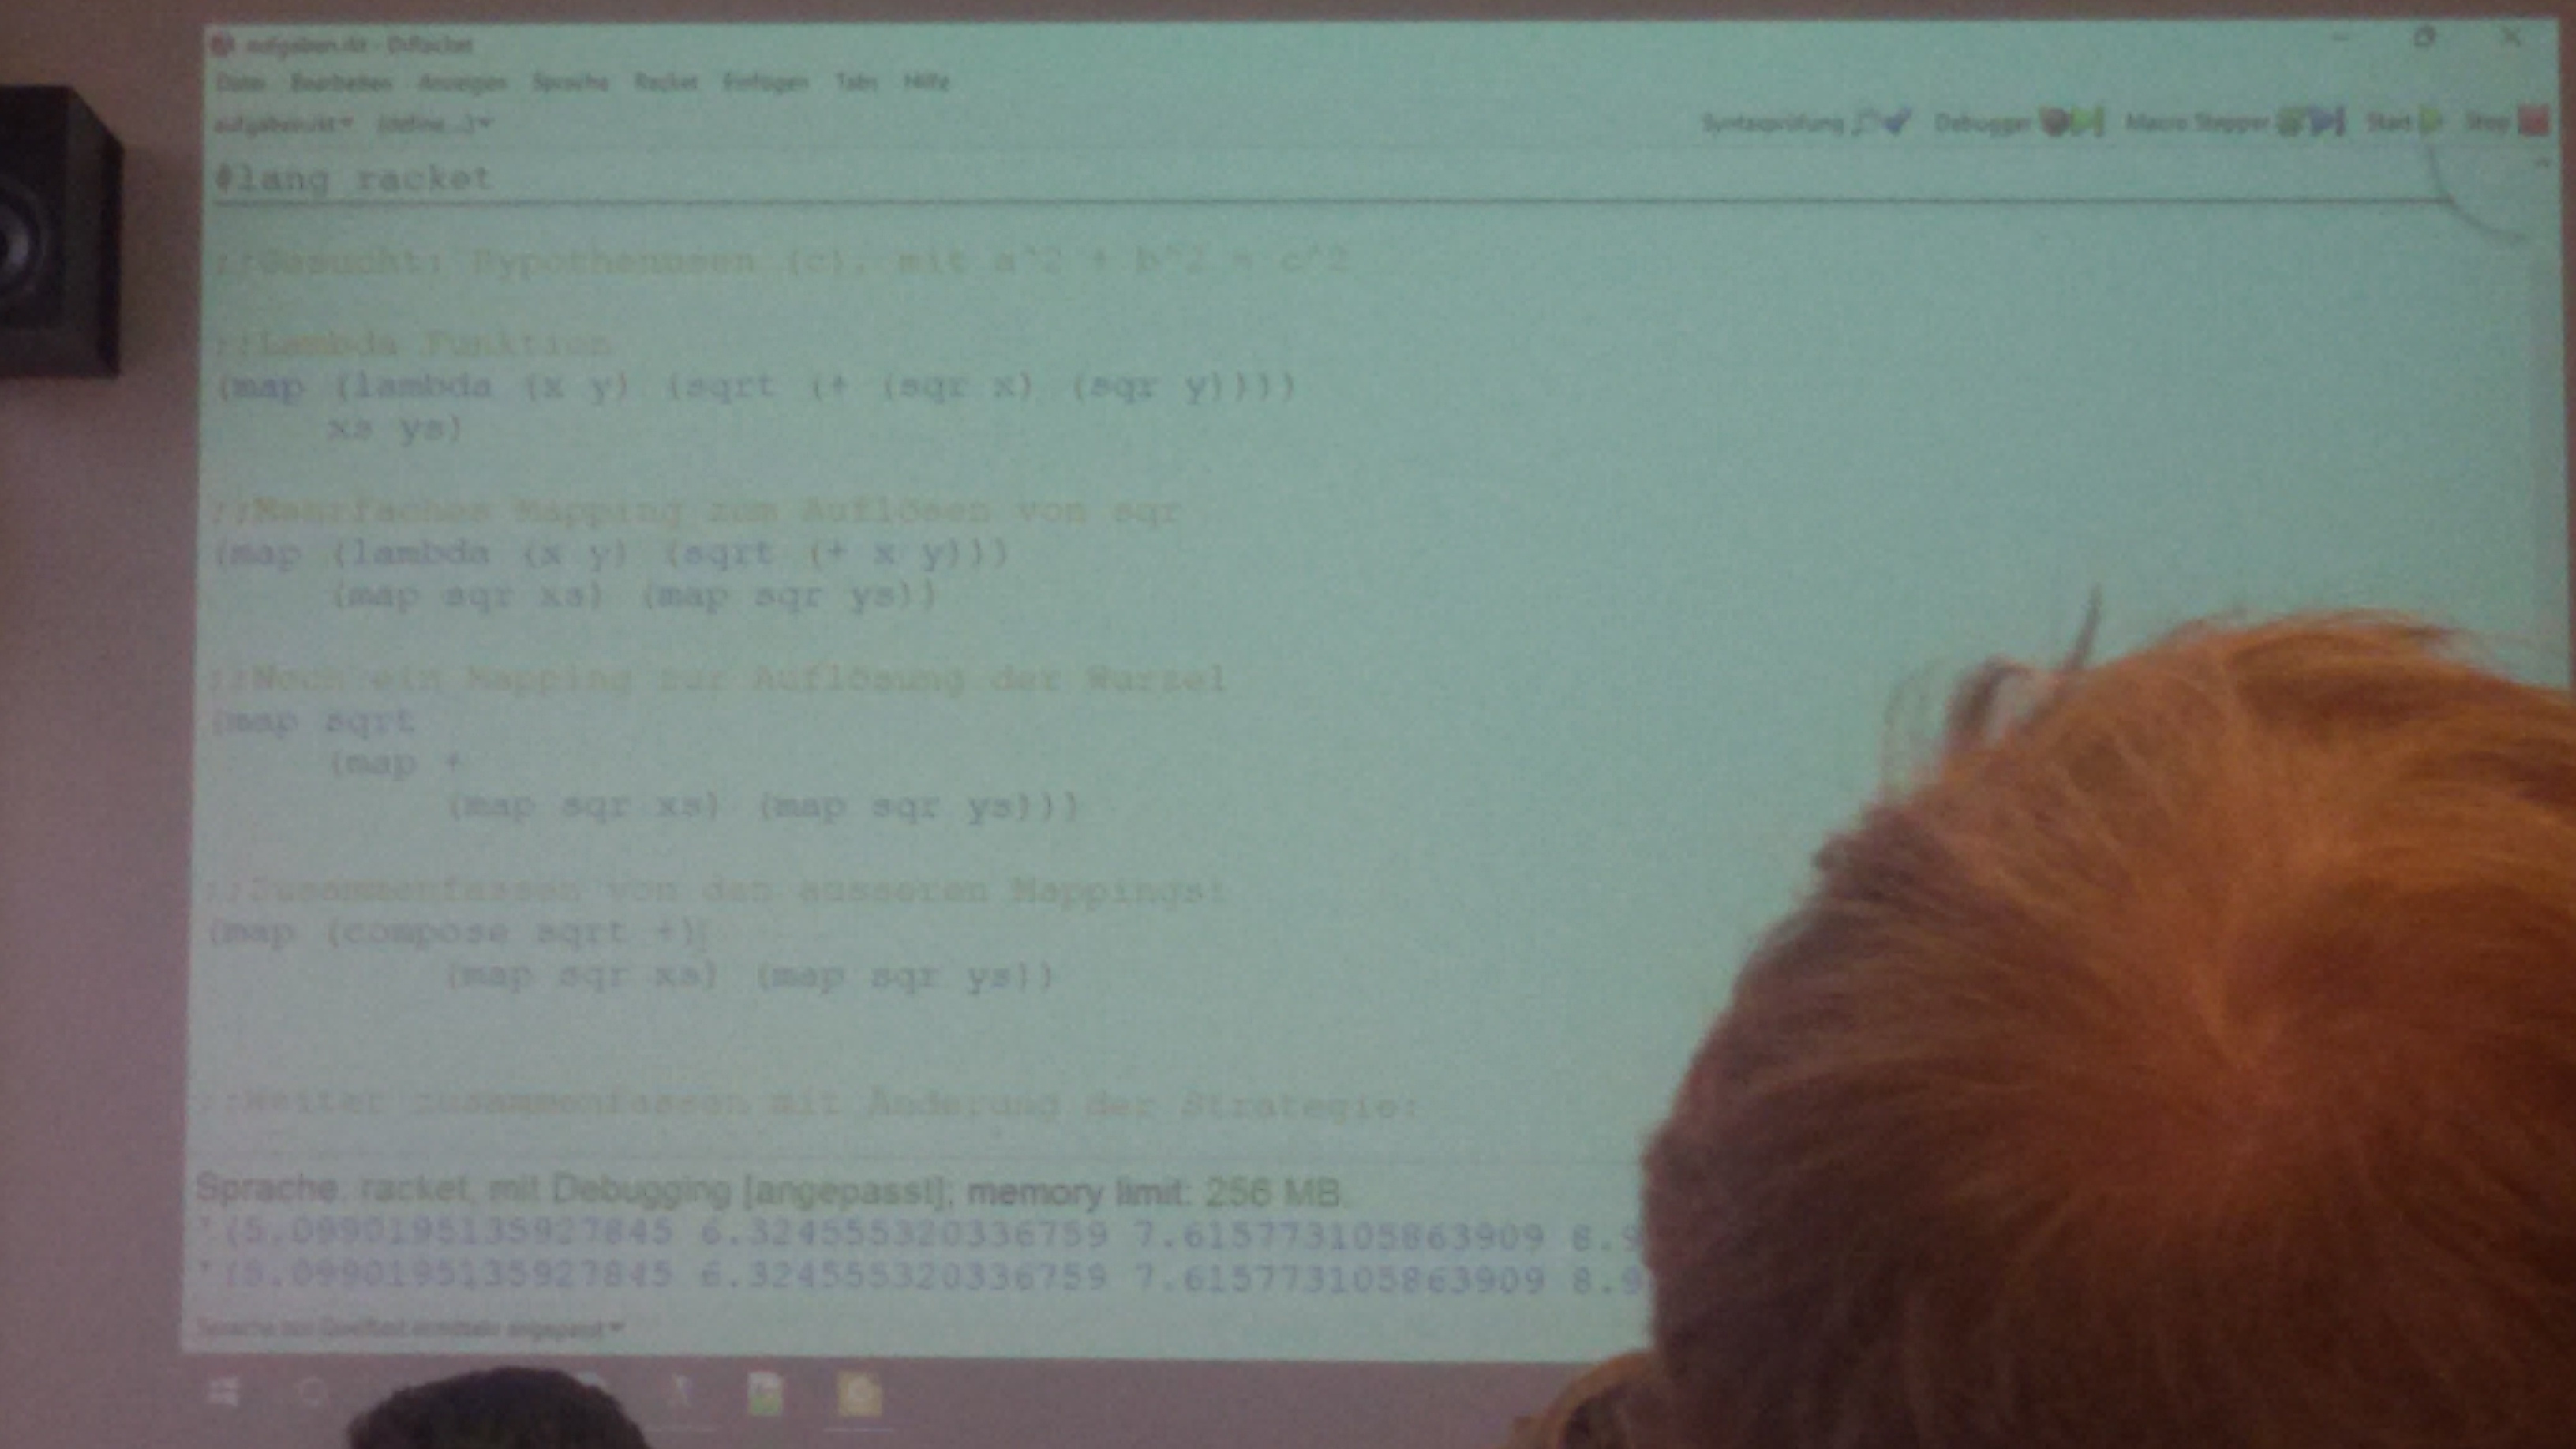 aufgaben.rkt - DrRacket
Datei Bearbeiten Anzeigen Sprache Racket Einfügen Tabs Hilfe
aufgaben.rkt (define ...) Syntaxprüfung Debugger Macro Stepper Start Stop
#lang racket
;;Gesucht: Hypothenusen (c), mit a^2 + b^2 = c^2
;;Lambda Funktion
(map (lambda (x y) (sqrt (+ (sqr x) (sqr y))))
xs ys)
;;Mehrfaches Mapping zum Auflösen von sqr
(map (lambda (x y) (sqrt (+ x y)))
(map sqr xs) (map sqr ys))
;;Noch ein Mapping zur Auflösung der Wurzel
(map sqrt
(map +
(map sqr xs) (map sqr ys)))
;;Zusammenfassen von den äusseren Mappings:
(map (compose sqrt +)
(map sqr xs) (map sqr ys))
;;Weiter zusammenfassen mit Änderung der Strategie:
Sprache: racket, mit Debugging [angepasst]; memory limit: 256 MB.
'(5.0990195135927845 6.324555320336759 7.615773105863909 8.9
'(5.0990195135927845 6.324555320336759 7.615773105863909 8.9
Sprache aus Quelltext ermitteln angepasst